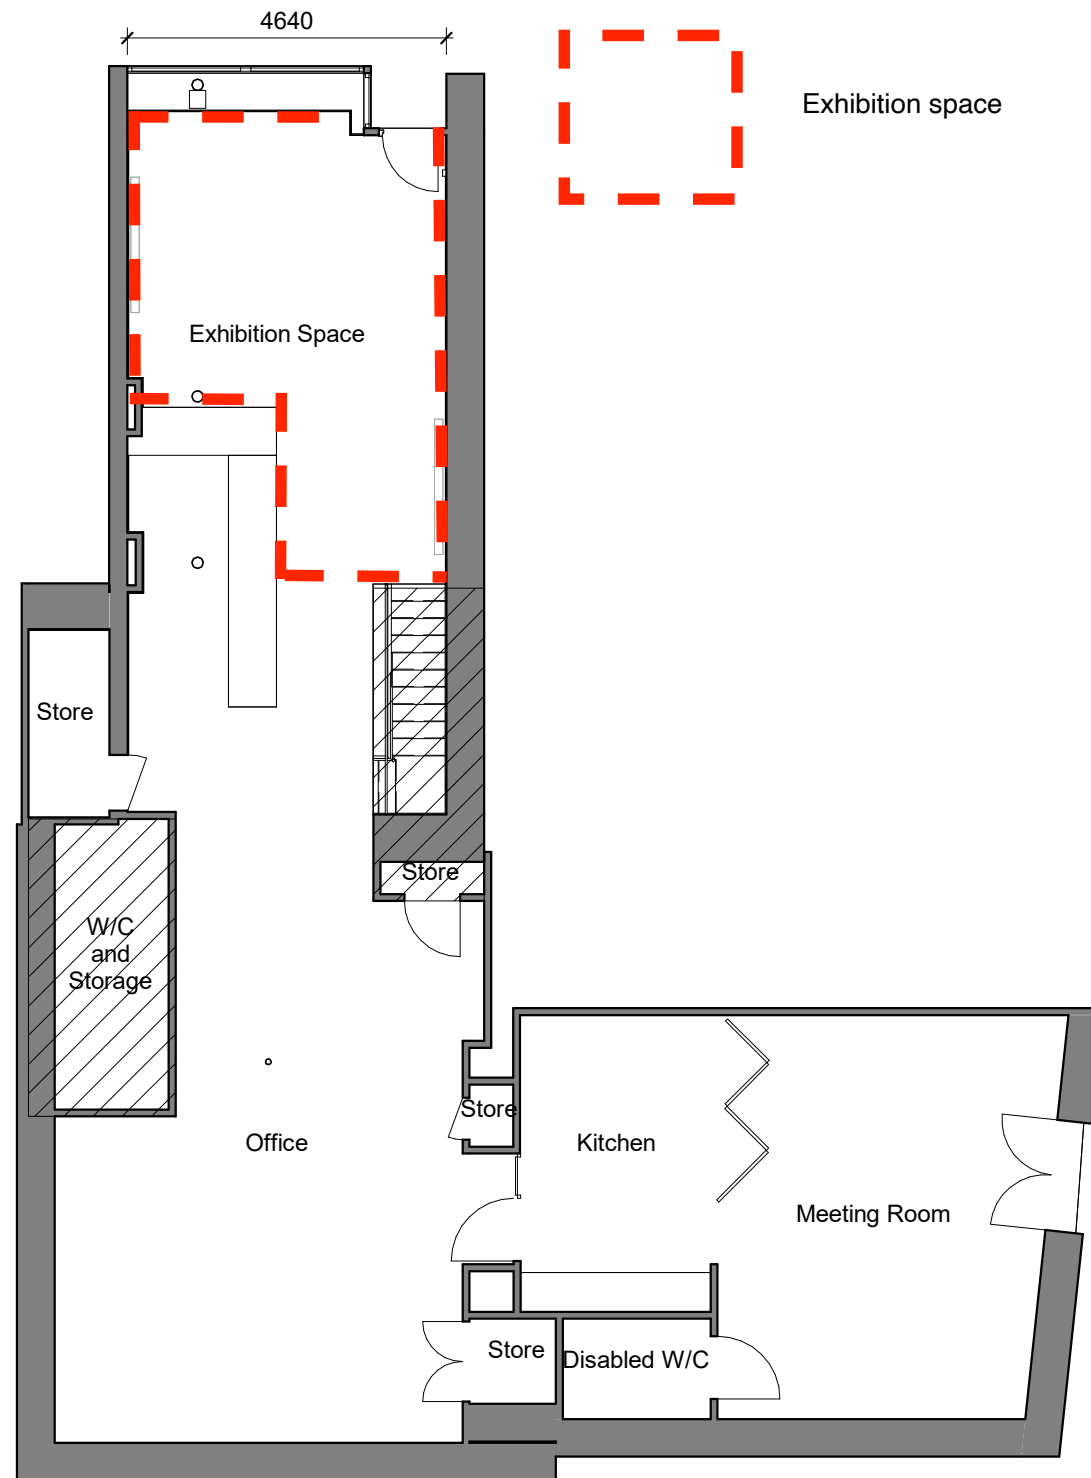 4640
Exhibition space
Exhibition Space
Store
Store
W/C
and
Storage
Store
Office
Kitchen
Meeting Room
Store
Disabled W/C